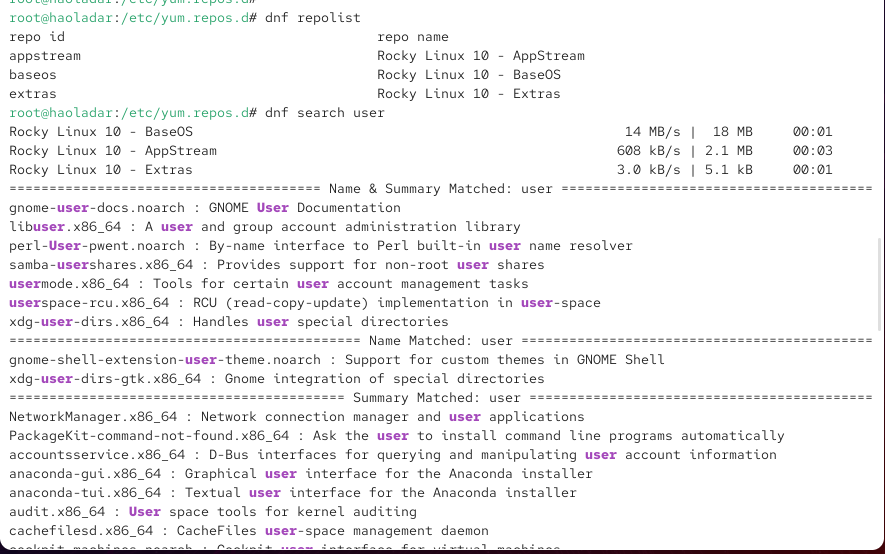 root@haoladar:/etc/yum.repos.d#
root@haoladar:/etc/yum.repos.d# dnf repolist
repo id                                       repo name
appstream                                     Rocky Linux 10 - AppStream
baseos                                        Rocky Linux 10 - BaseOS
extras                                        Rocky Linux 10 - Extras
root@haoladar:/etc/yum.repos.d# dnf search user
Rocky Linux 10 - BaseOS                                                      14 MB/s |  18 MB     00:01
Rocky Linux 10 - AppStream                                                  608 kB/s | 2.1 MB     00:03
Rocky Linux 10 - Extras                                                     3.0 kB/s | 5.1 kB     00:01
======================================= Name & Summary Matched: user =======================================
gnome-user-docs.noarch : GNOME User Documentation
libuser.x86_64 : A user and group account administration library
perl-User-pwent.noarch : By-name interface to Perl built-in user name resolver
samba-usershares.x86_64 : Provides support for non-root user shares
usermode.x86_64 : Tools for certain user account management tasks
userspace-rcu.x86_64 : RCU (read-copy-update) implementation in user-space
xdg-user-dirs.x86_64 : Handles user special directories
============================================ Name Matched: user ============================================
gnome-shell-extension-user-theme.noarch : Support for custom themes in GNOME Shell
xdg-user-dirs-gtk.x86_64 : Gnome integration of special directories
========================================== Summary Matched: user ===========================================
NetworkManager.x86_64 : Network connection manager and user applications
PackageKit-command-not-found.x86_64 : Ask the user to install command line programs automatically
accountsservice.x86_64 : D-Bus interfaces for querying and manipulating user account information
anaconda-gui.x86_64 : Graphical user interface for the Anaconda installer
anaconda-tui.x86_64 : Textual user interface for the Anaconda installer
audit.x86_64 : User space tools for kernel auditing
cachefilesd.x86_64 : CacheFiles user-space management daemon
cockpit-machines.noarch : Cockpit user interface for virtual machines